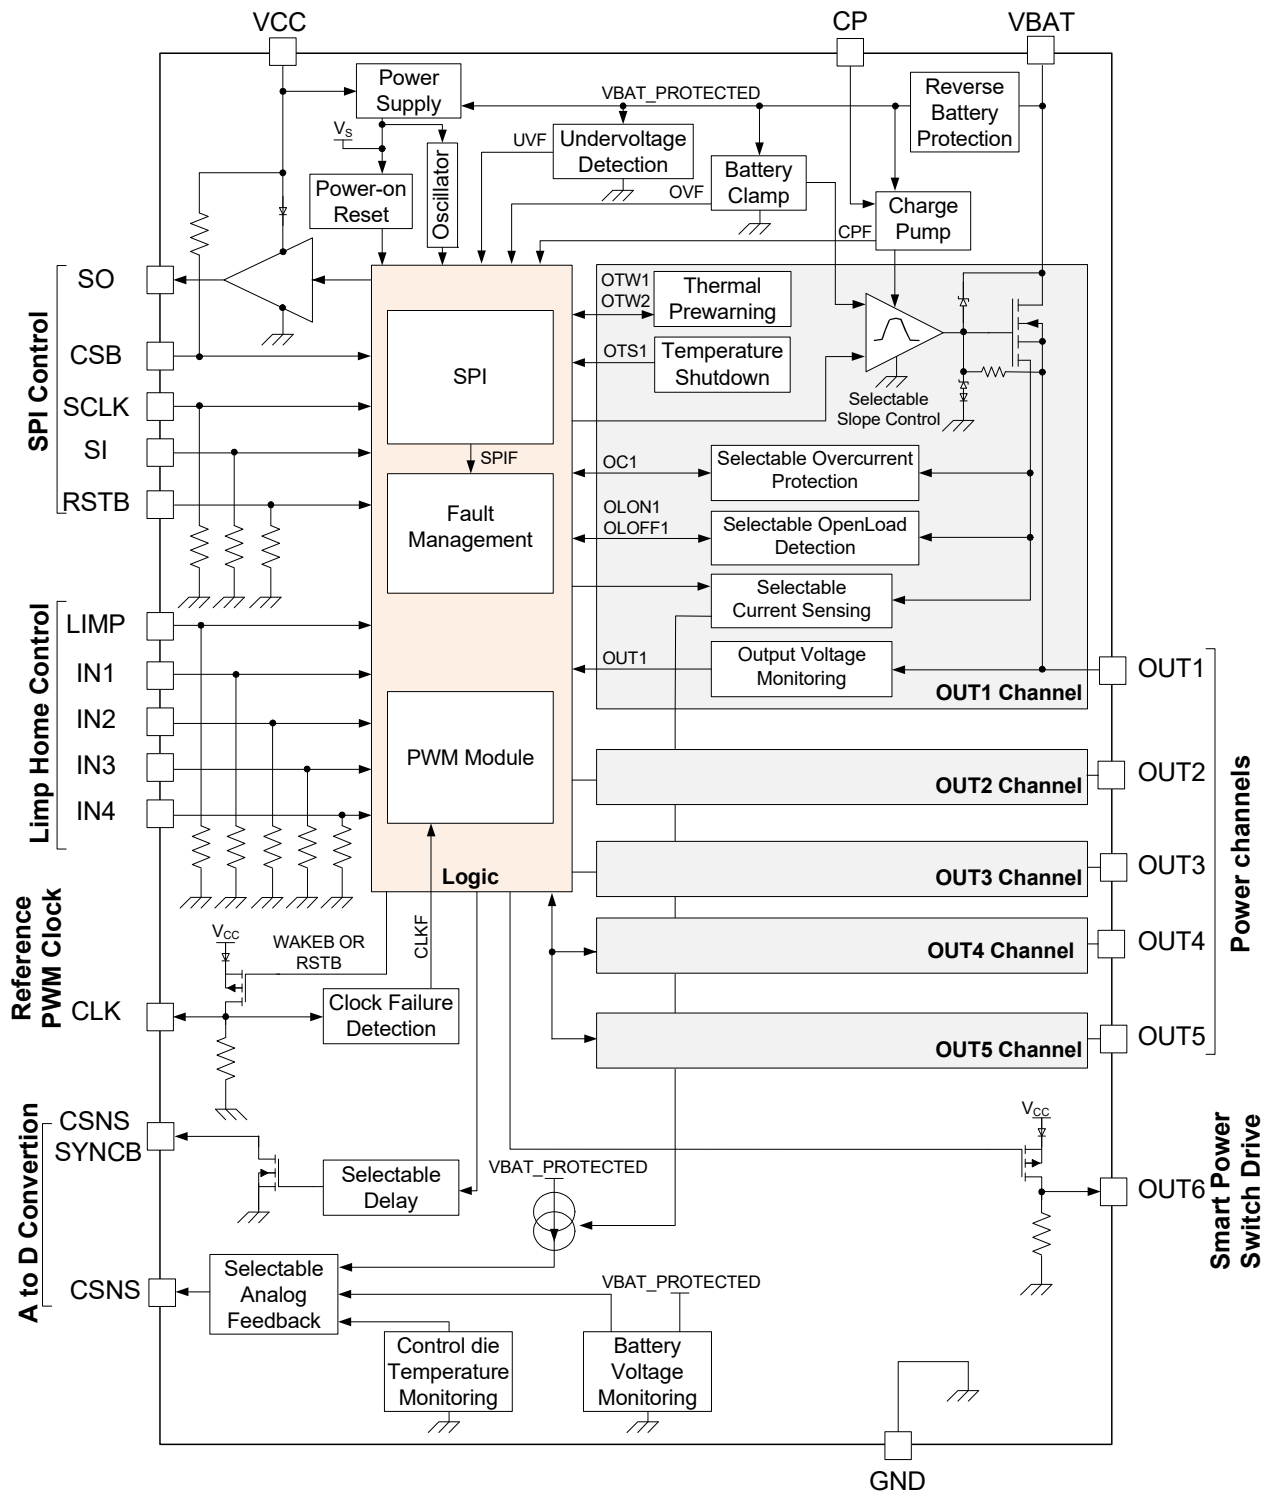 VCC
CP
VBAT
Power
Supply
VBAT_PROTECTED
Reverse
Battery
Protection
VS
UVF
Undervoltage
Detection
Oscillator
Battery
Clamp
Power-on
Reset
OVF
Charge
Pump
CPF
SPI Control
SO
CSB
SCLK
SI
RSTB
SPI
SPIF
Fault
Management
OTW1
OTW2
Thermal
Prewarning
OTS1
Temperature
Shutdown
Selectable
Slope Control
OC1
Selectable Overcurrent
Protection
OLON1
OLOFF1
Selectable OpenLoad
Detection
Selectable
Current Sensing
OUT1
Output Voltage
Monitoring
OUT1 Channel
Limp Home Control
LIMP
IN1
IN2
IN3
IN4
PWM Module
Logic
OUT2 Channel
OUT3 Channel
OUT4 Channel
OUT5 Channel
OUT1
OUT2
OUT3
OUT4
OUT5
Power channels
Reference
PWM Clock
CLK
VCC
WAKEB OR
RSTB
CLKF
Clock Failure
Detection
A to D Convertion
CSNS
SYNCB
Selectable
Delay
VBAT_PROTECTED
VCC
OUT6
Smart Power
Switch Drive
CSNS
Selectable
Analog
Feedback
VBAT_PROTECTED
Control die
Temperature
Monitoring
Battery
Voltage
Monitoring
GND